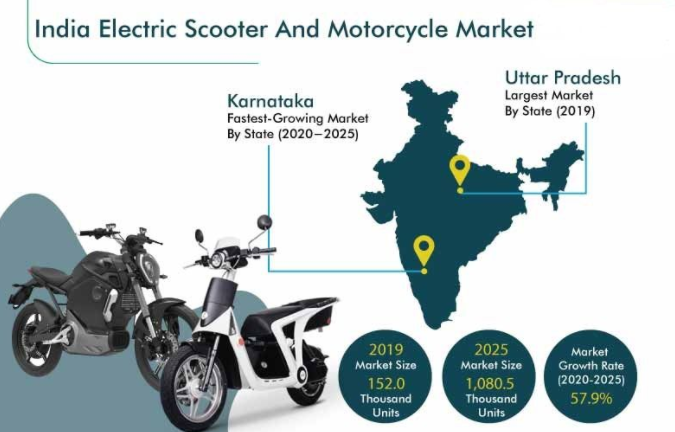 India Electric Scooter And Motorcycle Market
Uttar Pradesh
Largest Market
By State (2019)
Karnataka
Fastest-Growing Market
By State (2020–2025)
2019
Market Size
152.0
Thousand
Units
2025
Market Size
1,080.5
Thousand
Units
Market
Growth Rate
(2020-2025)
57.9%